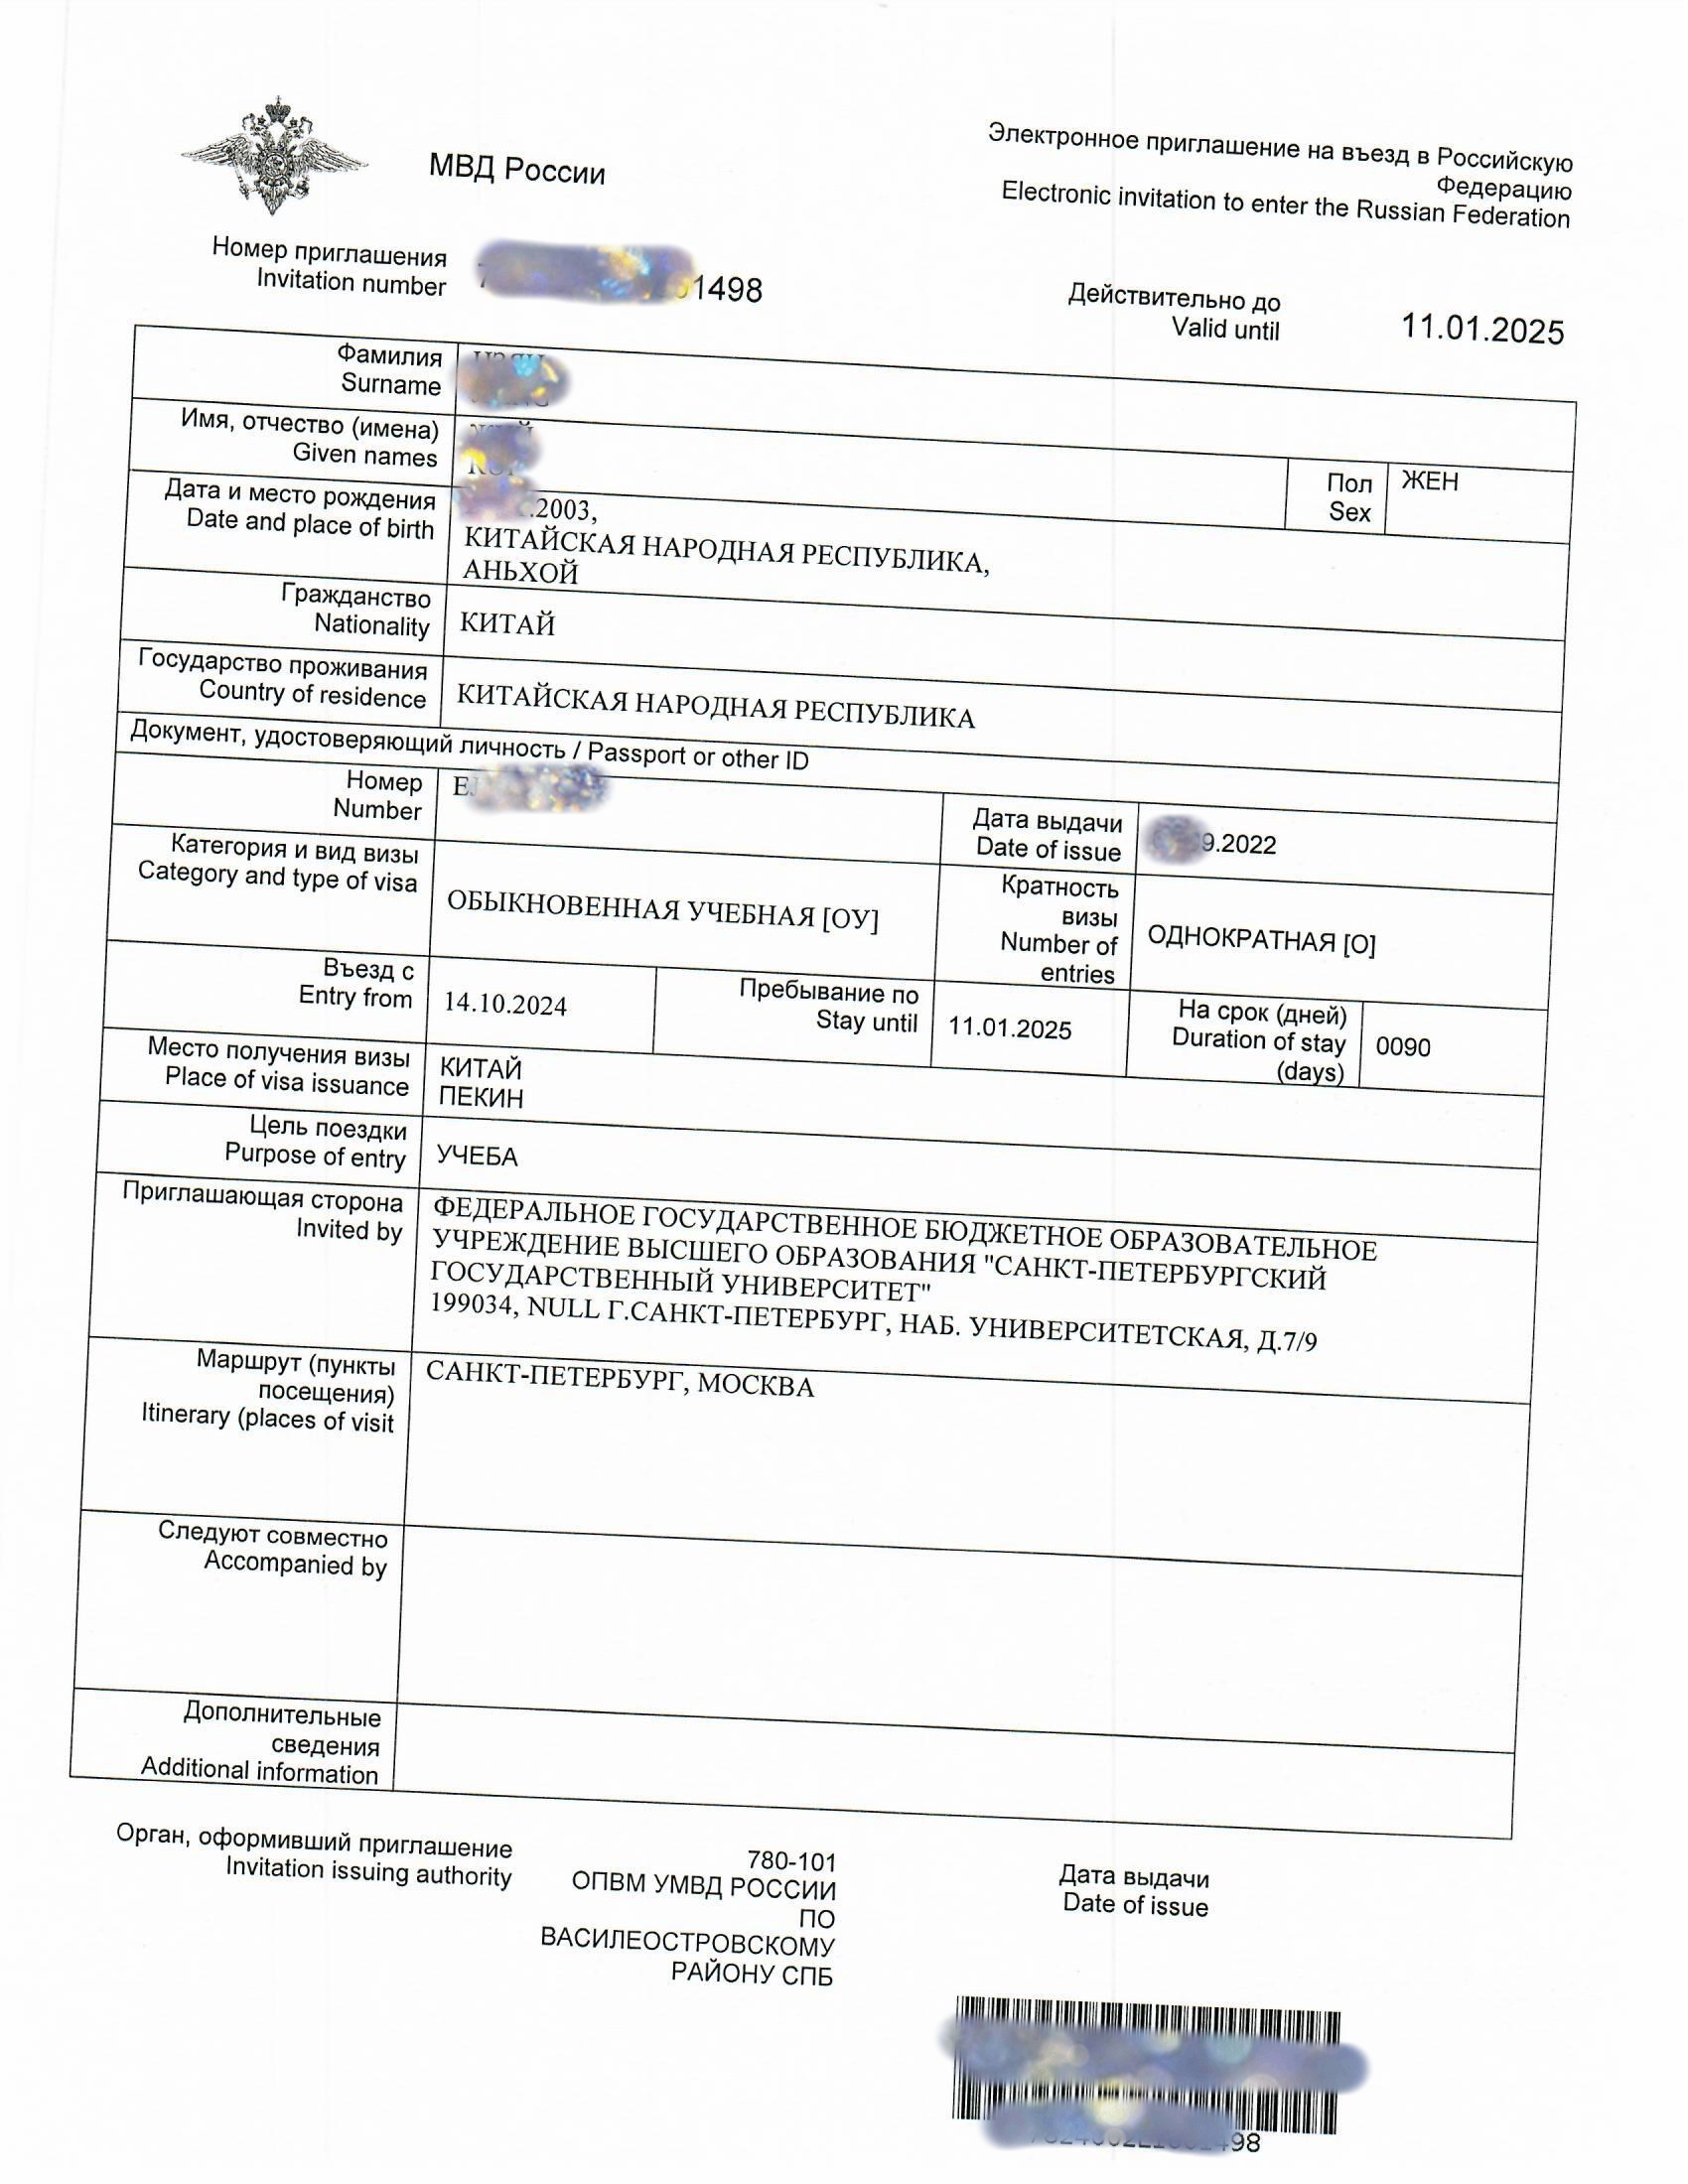 МВД России
Электронное приглашение на въезд в Российскую
Федерацию
Electronic invitation to enter the Russian Federation
Номер приглашения
Invitation number
1498
Действительно до
Valid until
11.01.2025
Фамилия
Surname
Имя, отчество (имена)
Given names
Пол
Sex
ЖЕН
Дата и место рождения
Date and place of birth
.2003,
КИТАЙСКАЯ НАРОДНАЯ РЕСПУБЛИКА,
АНЬХОЙ
Гражданство
Nationality
КИТАЙ
Государство проживания
Country of residence
КИТАЙСКАЯ НАРОДНАЯ РЕСПУБЛИКА
Документ, удостоверяющий личность / Passport or other ID
Номер
Number
E
Дата выдачи
Date of issue
9.2022
Категория и вид визы
Category and type of visa
ОБЫКНОВЕННАЯ УЧЕБНАЯ [ОУ]
Кратность
визы
Number of
entries
ОДНОКРАТНАЯ [О]
Въезд с
Entry from
14.10.2024
Пребывание по
Stay until
11.01.2025
На срок (дней)
Duration of stay
(days)
0090
Место получения визы
Place of visa issuance
КИТАЙ
ПЕКИН
Цель поездки
Purpose of entry
УЧЕБА
Приглашающая сторона
Invited by
ФЕДЕРАЛЬНОЕ ГОСУДАРСТВЕННОЕ БЮДЖЕТНОЕ ОБРАЗОВАТЕЛЬНОЕ
УЧРЕЖДЕНИЕ ВЫСШЕГО ОБРАЗОВАНИЯ "САНКТ-ПЕТЕРБУРГСКИЙ
ГОСУДАРСТВЕННЫЙ УНИВЕРСИТЕТ"
199034, NULL Г.САНКТ-ПЕТЕРБУРГ, НАБ. УНИВЕРСИТЕТСКАЯ, Д.7/9
Маршрут (пункты
посещения)
Itinerary (places of visit
САНКТ-ПЕТЕРБУРГ, МОСКВА
Следуют совместно
Accompanied by
Дополнительные
сведения
Additional information
Орган, оформивший приглашение
Invitation issuing authority
780-101
ОПВМ УМВД РОССИИ
ПО
ВАСИЛЕОСТРОВСКОМУ
РАЙОНУ СПБ
Дата выдачи
Date of issue
98